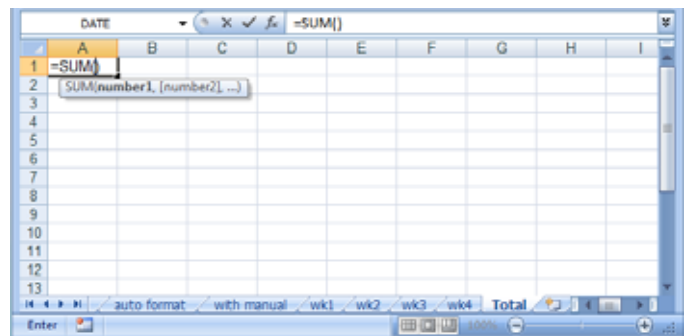 DATE =SUM()
A B C D E F G H I
1 =SUM()
2 SUM(number1, [number2], ...)
3
4
5
6
7
8
9
10
11
12
13
auto format with manual wk1 wk2 wk3 wk4 Total
Enter 100%